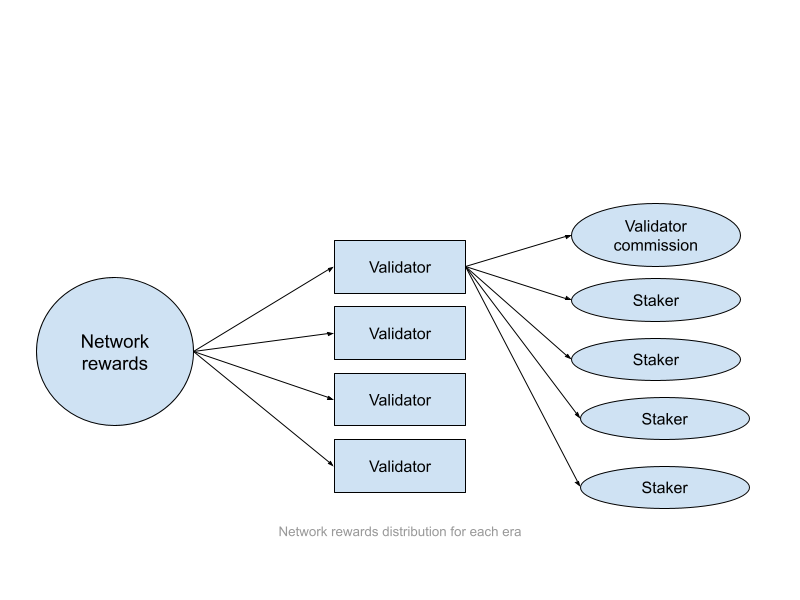 Network
rewards
Validator
Validator
Validator
Validator
Validator
commission
Staker
Staker
Staker
Staker
Network rewards distribution for each era